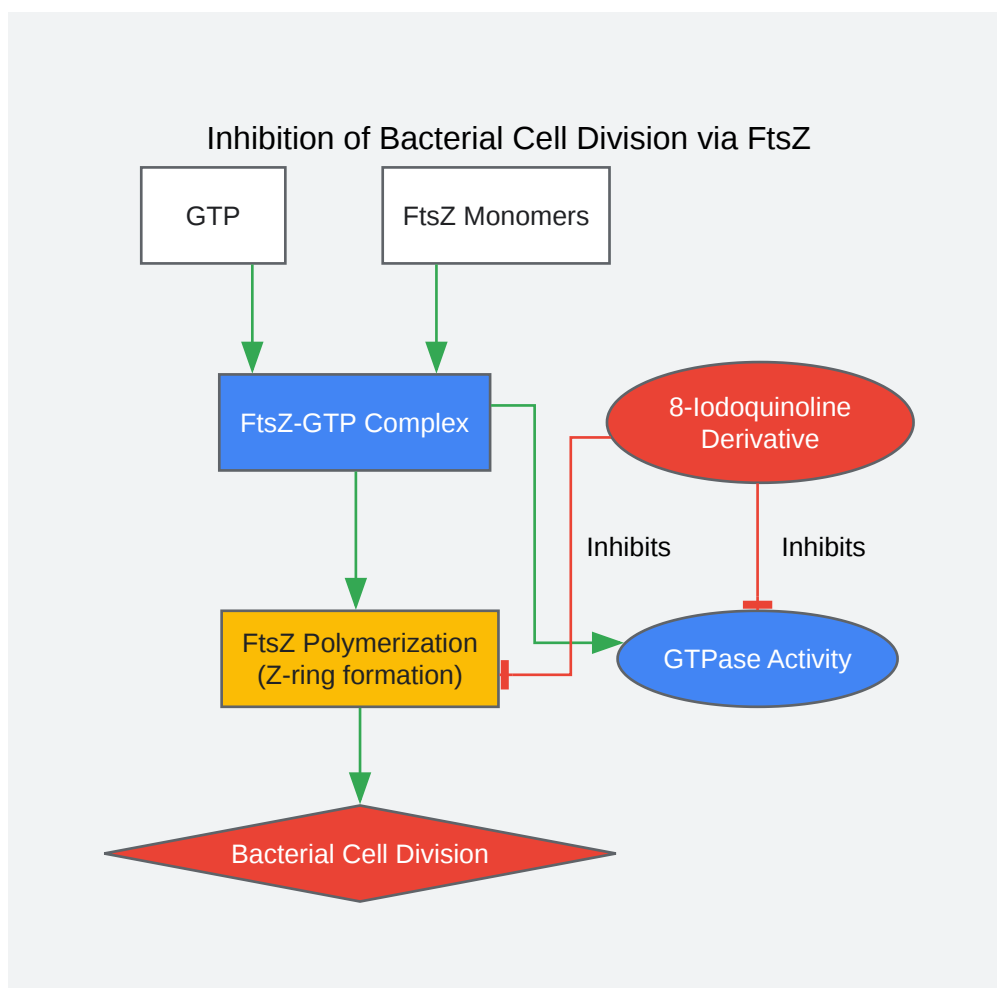 Inhibition of Bacterial Cell Division via FtsZ
GTP
FtsZ Monomers
FtsZ-GTP Complex
8-Iodoquinoline
Derivative
Inhibits
Inhibits
FtsZ Polymerization
(Z-ring formation)
GTPase Activity
Bacterial Cell Division